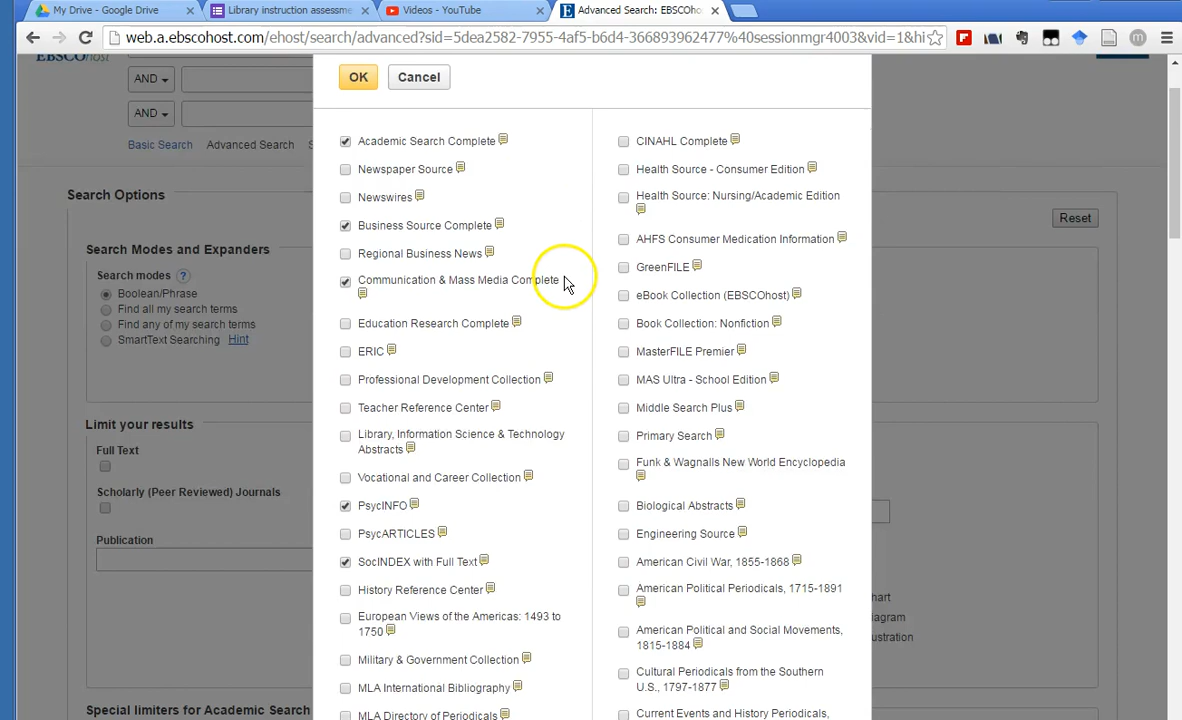 My Drive - Google Drive
Library instruction assessme
Videos - YouTube
Advanced Search: EBSCOho
web.a.ebscohost.com/ehost/search/advanced?sid=5dea2582-7955-4af5-b6d4-366893962477%40sessionmgr4003&vid=1&hi
EBSCOhost
AND
AND
Basic Search
Advanced Search
Search Options
Reset
Search Modes and Expanders
Search modes ?
Boolean/Phrase
Find all my search terms
Find any of my search terms
SmartText Searching Hint
Limit your results
Full Text
Scholarly (Peer Reviewed) Journals
Publication
Special limiters for Academic Search
OK
Cancel
Academic Search Complete
Newspaper Source
Newswires
Business Source Complete
Regional Business News
Communication & Mass Media Complete
Education Research Complete
ERIC
Professional Development Collection
Teacher Reference Center
Library, Information Science & Technology
Abstracts
Vocational and Career Collection
PsycINFO
PsycARTICLES
SocINDEX with Full Text
History Reference Center
European Views of the Americas: 1493 to
1750
Military & Government Collection
MLA International Bibliography
MLA Directory of Periodicals
CINAHL Complete
Health Source - Consumer Edition
Health Source: Nursing/Academic Edition
AHFS Consumer Medication Information
GreenFILE
eBook Collection (EBSCOhost)
Book Collection: Nonfiction
MasterFILE Premier
MAS Ultra - School Edition
Middle Search Plus
Primary Search
Funk & Wagnalls New World Encyclopedia
Biological Abstracts
Engineering Source
American Civil War, 1855-1868
American Political Periodicals, 1715-1891
American Political and Social Movements,
1815-1884
Cultural Periodicals from the Southern
U.S., 1797-1877
Current Events and History Periodicals,
hart
iagram
ustration